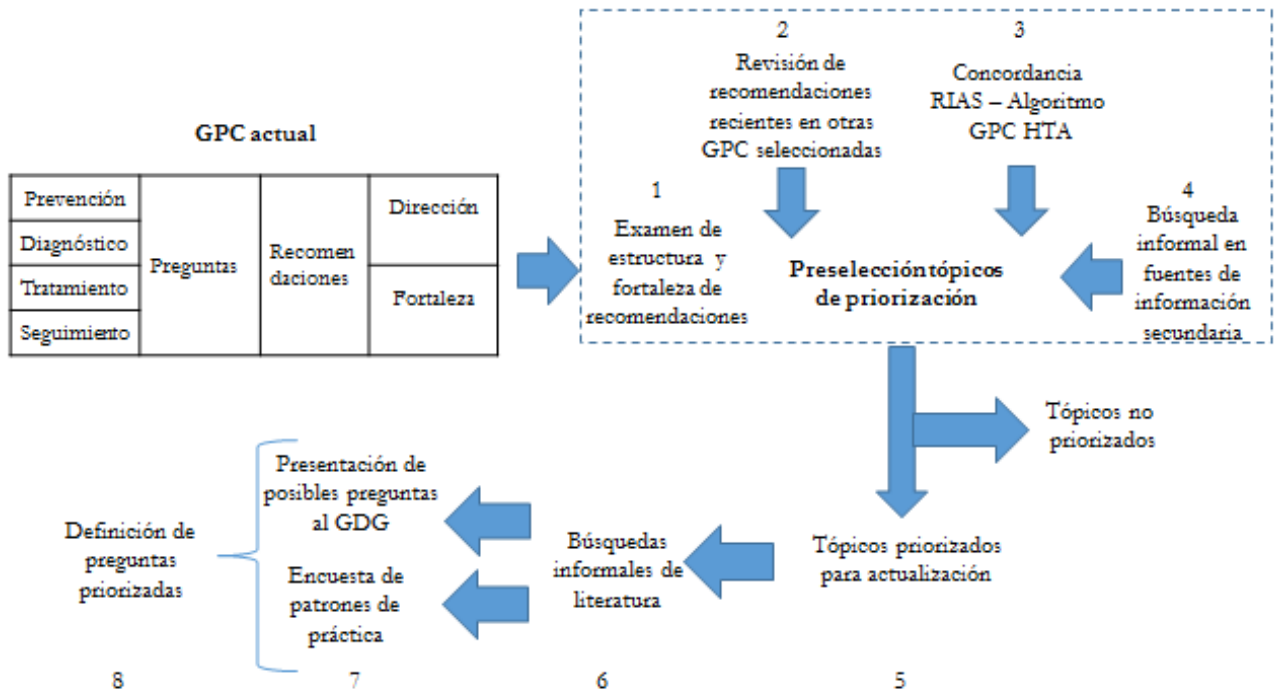 GPC actual
Prevención
Diagnóstico
Tratamiento
Seguimiento
Preguntas
Recomen
daciones
Dirección
Fortaleza
1
Examen de
estructura y
fortaleza de
recomendaciones
2
Revisión de
recomendaciones
recientes en otras
GPC seleccionadas
3
Concordancia
RIAS – Algoritmo
GPC HTA
4
Búsqueda
informal en
fuentes de
información
secundaria
Preselección tópicos
de priorización
Tópicos no
priorizados
Tópicos priorizados
para actualización
5
Búsquedas
informales de
literatura
6
Presentación de
posibles preguntas
al GDG
Encuesta de
patrones de
práctica
7
Definición de
preguntas
priorizadas
8